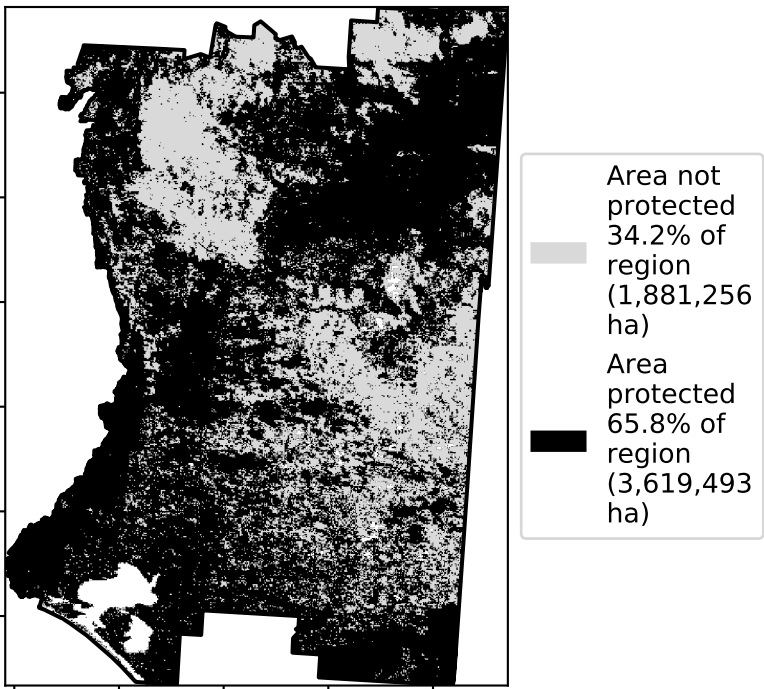 Area not
protected
34.2% of
region
(1,881,256
ha)
Area
protected
65.8% of
region
(3,619,493
ha)